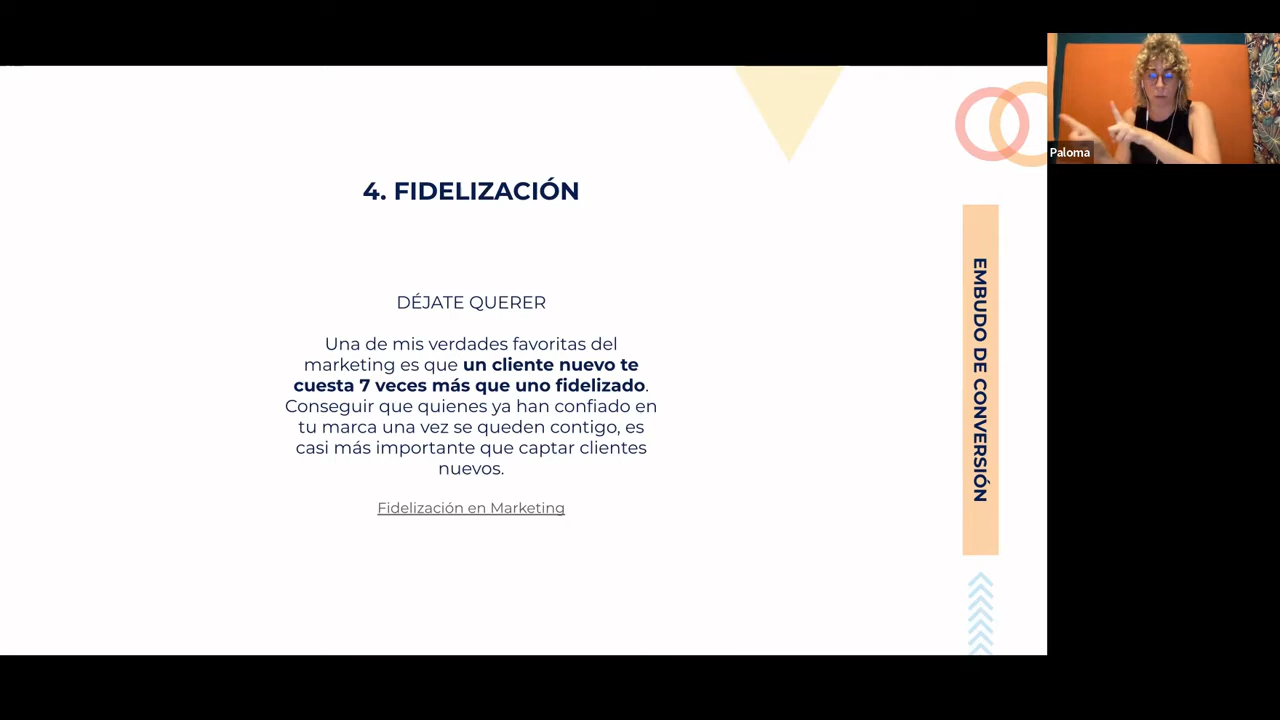 4. FIDELIZACIÓN
DÉJATE QUERER
Una de mis verdades favoritas del
marketing es que un cliente nuevo te
cuesta 7 veces más que uno fidelizado.
Conseguir que quienes ya han confiado en
tu marca una vez se queden contigo, es
casi más importante que captar clientes
nuevos.
Fidelización en Marketing
EMBUDO DE CONVERSIÓN
Paloma